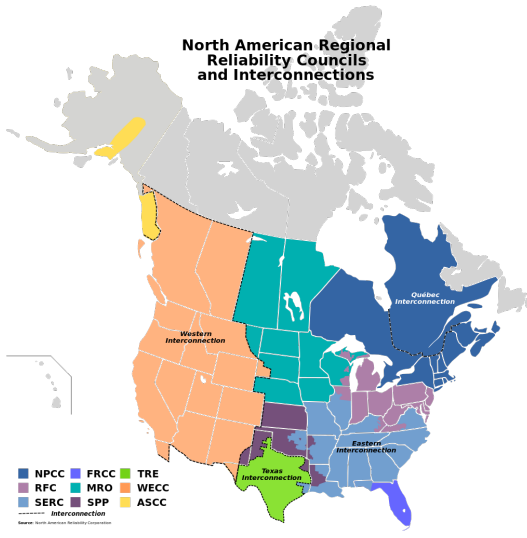 North American Regional
Reliability Councils
and Interconnections
Québec
Interconnection
Western
Interconnection
Eastern
Interconnection
Texas
Interconnection
NPCC FRCC TRE
RFC MRO WECC
SERC SPP ASCC
Interconnection
Source: North American Reliability Corporation